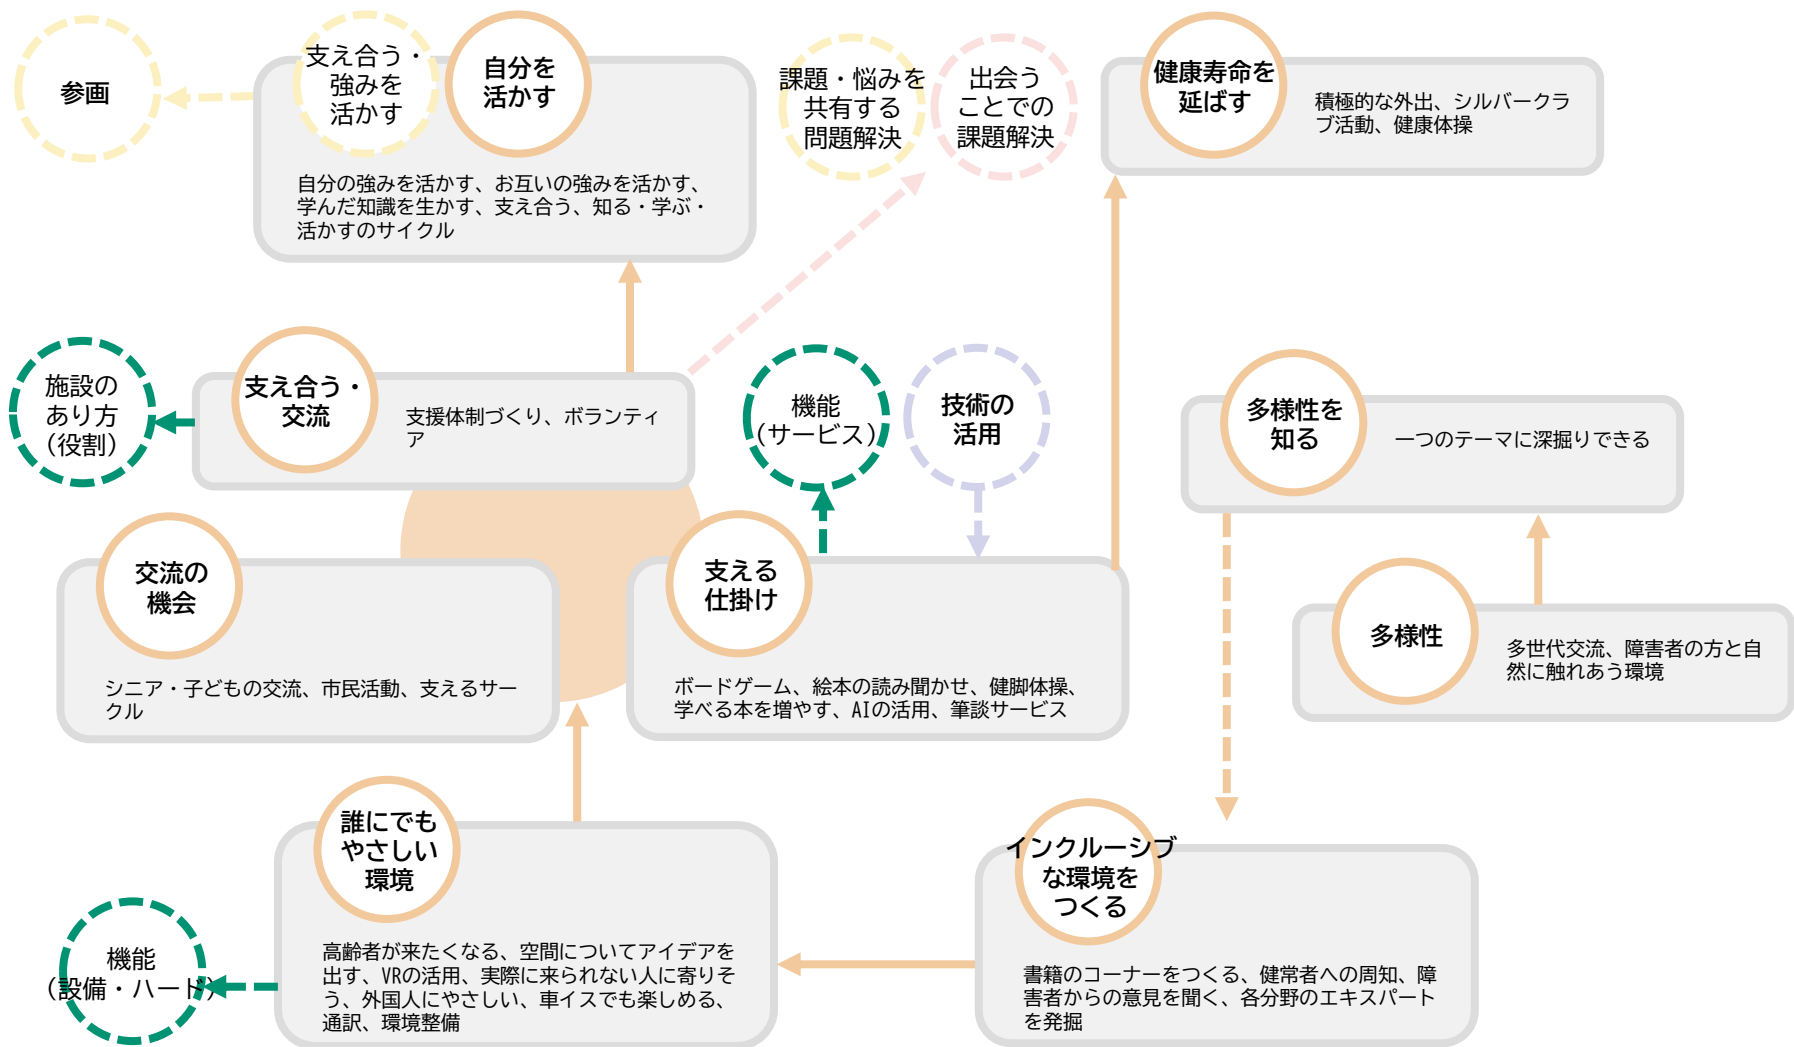 参画
支え合う・
強みを
活かす
自分を
活かす
自分の強みを活かす、お互いの強みを活かす、
学んだ知識を生かす、支え合う、知る・学ぶ・
活かすのサイクル
課題・悩みを
共有する
問題解決
出会う
ことでの
課題解決
健康寿命を
延ばす
積極的な外出、シルバークラ
ブ活動、健康体操
施設の
あり方
（役割）
支え合う・
交流
支援体制づくり、ボランティ
ア
機能
（サービス）
技術の
活用
多様性を
知る
一つのテーマに深掘りできる
交流の
機会
シニア・子どもの交流、市民活動、支えるサー
クル
支える
仕掛け
ボードゲーム、絵本の読み聞かせ、健脚体操、
学べる本を増やす、AIの活用、筆談サービス
多様性
多世代交流、障害者の方と自
然に触れあう環境
誰にでも
やさしい
環境
高齢者が来たくなる、空間についてアイデアを
出す、VRの活用、実際に来られない人に寄りそ
う、外国人にやさしい、車イスでも楽しめる、
通訳、環境整備
機能
（設備・ハード）
インクルーシブ
な環境を
つくる
書籍のコーナーをつくる、健常者への周知、障
害者からの意見を聞く、各分野のエキスパート
を発掘